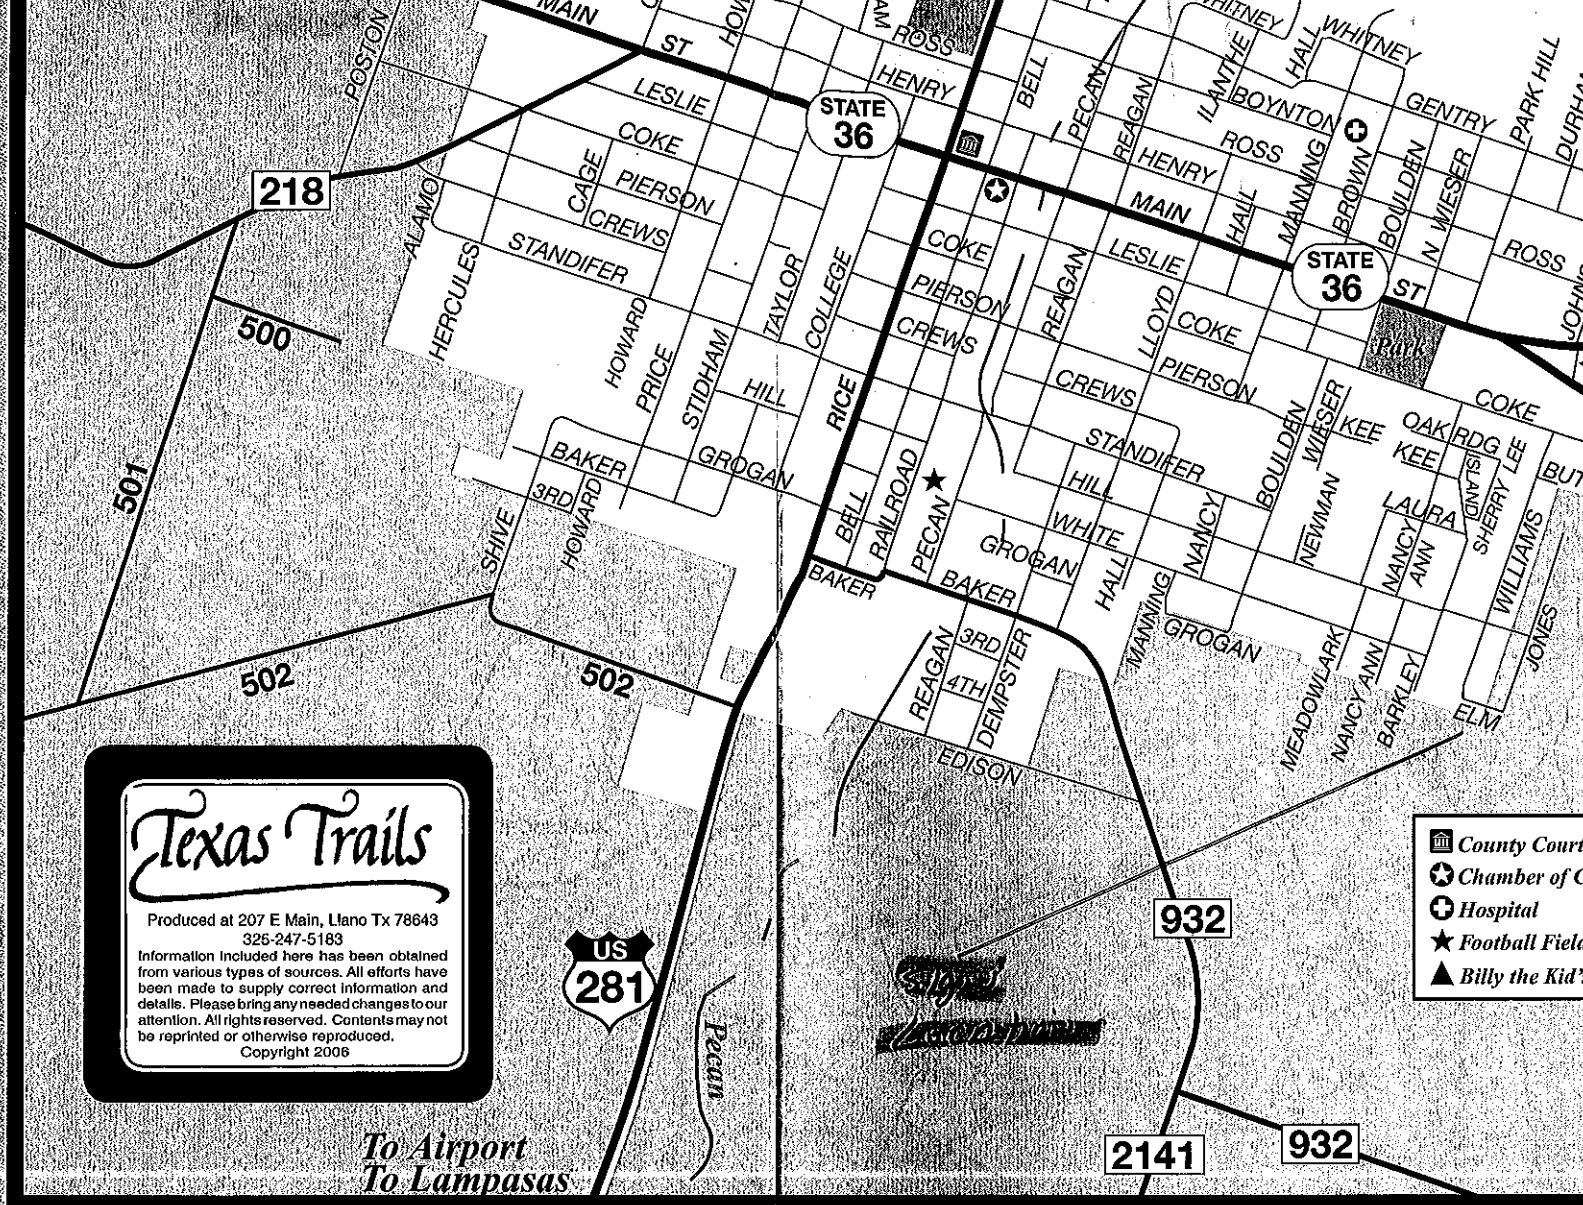 MAIN
ST
POSTON
HOW
AM
ROSS
HENRY
BELL
PECAN
REAGAN
WHITNEY
ILANTHE
HALL
WHITNEY
BOYNTON
GENTRY
PARK HILL
DURHA
LESLIE
COKE
CAGE
PIERSON
CREWS
STANDIFER
STATE
36
ROSS
HENRY
MAIN
HALL
MANNING
BROWN
BOULDEN
N WIESER
ROSS
JOHNS
218
ALAMO
HERCULES
HOWARD
PRICE
STIDHAM
TAYLOR
COLLEGE
HILL
RICE
COKE
PIERSON
CREWS
REAGAN
LESLIE
LLOYD
COKE
PIERSON
CREWS
STANDIFER
HILL
STATE
36
ST
Park
COKE
500
501
BAKER
GROGAN
3RD
HOWARD
SHIVE
BELL
RAILROAD
PECAN
WHITE
GROGAN
HALL
NANCY
BOULDEN
WIESER
KEE
OAK RDG
KEE
ISLAND
SHERRY LEE
BUT
LAURA
NEWMAN
NANCY
ANN
WILLIAMS
JONES
BAKER
BAKER
MANNING
GROGAN
3RD
4TH
REAGAN
DEMPSTER
EDISON
MEADOWLARK
NANCY ANN
BARKLEY
ELM
502
502
Texas Trails
Produced at 207 E Main, Llano Tx 78643
325-247-5183
Information included here has been obtained
from various types of sources. All efforts have
been made to supply correct information and
details. Please bring any needed changes to our
attention. All rights reserved. Contents may not
be reprinted or otherwise reproduced.
Copyright 2006
US
281
Pecan
932
County Court
Chamber of C
Hospital
Football Field
Billy the Kid's
2141
932
To Airport
To Lampasas